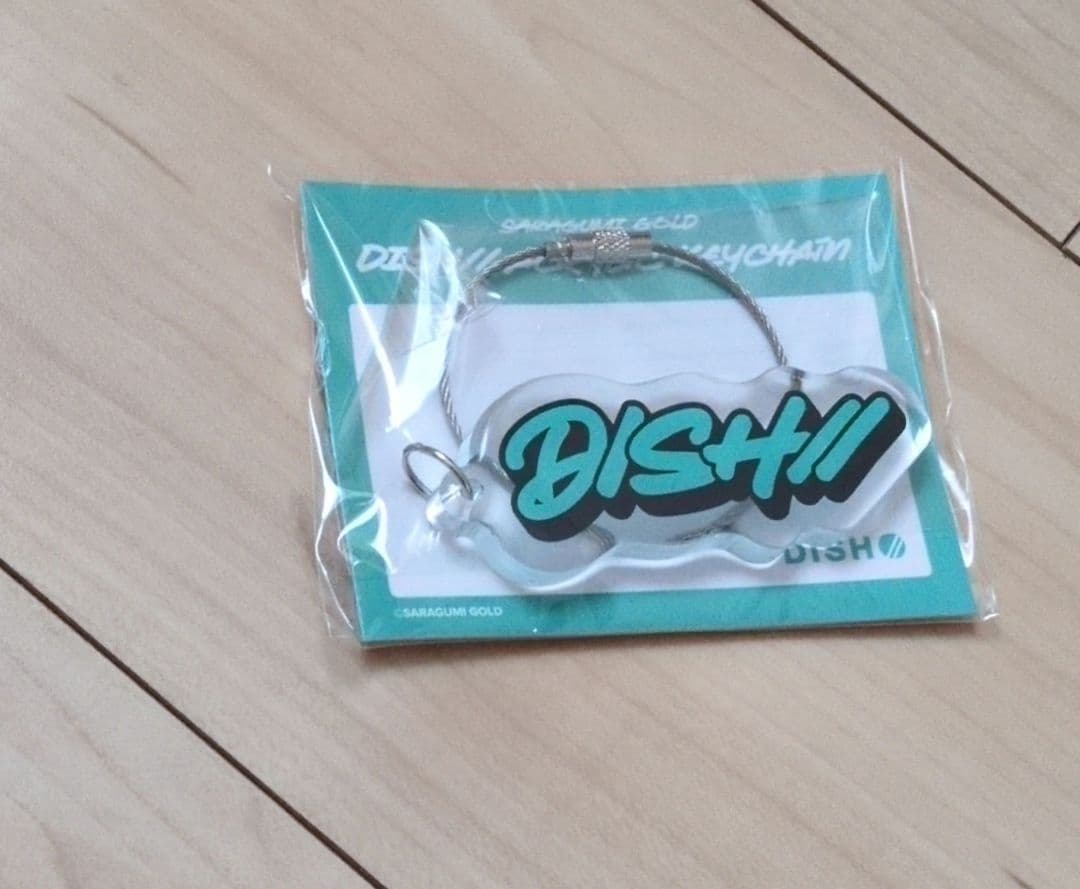 SARAGUMI GOLD
KEYCHAIN
DISH//
DISH
©SARAGUMI GOLD